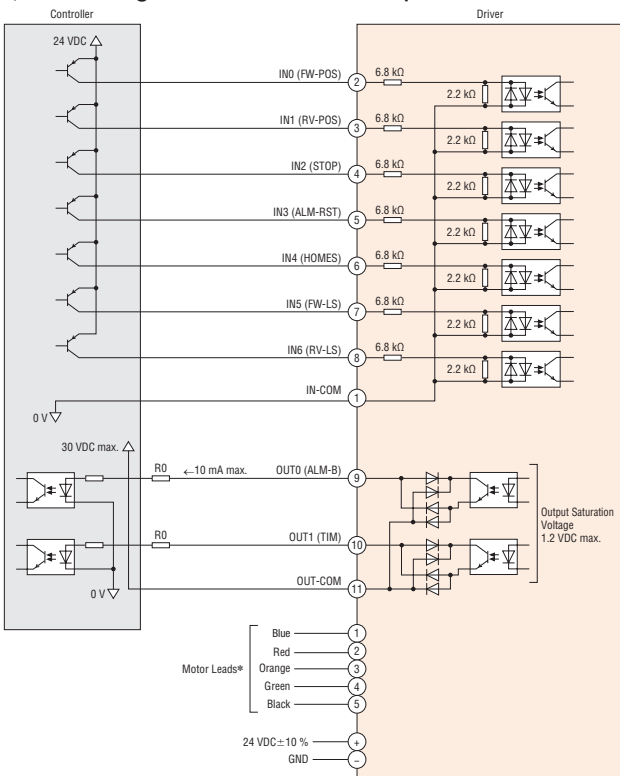 Controller
Driver
24 VDC
IN0 (FW-POS)
2
6.8 kΩ
2.2 kΩ
IN1 (RV-POS)
3
6.8 kΩ
2.2 kΩ
IN2 (STOP)
4
6.8 kΩ
2.2 kΩ
IN3 (ALM-RST)
5
6.8 kΩ
2.2 kΩ
IN4 (HOMES)
6
6.8 kΩ
2.2 kΩ
IN5 (FW-LS)
7
6.8 kΩ
2.2 kΩ
IN6 (RV-LS)
8
6.8 kΩ
2.2 kΩ
IN-COM
1
0 V
30 VDC max.
R0
←10 mA max.
OUT0 (ALM-B)
9
R0
OUT1 (TIM)
10
Output Saturation
Voltage
1.2 VDC max.
OUT-COM
11
0 V
Motor Leads*
Blue
1
Red
2
Orange
3
Green
4
Black
5
24 VDC±10 %
+
GND
−